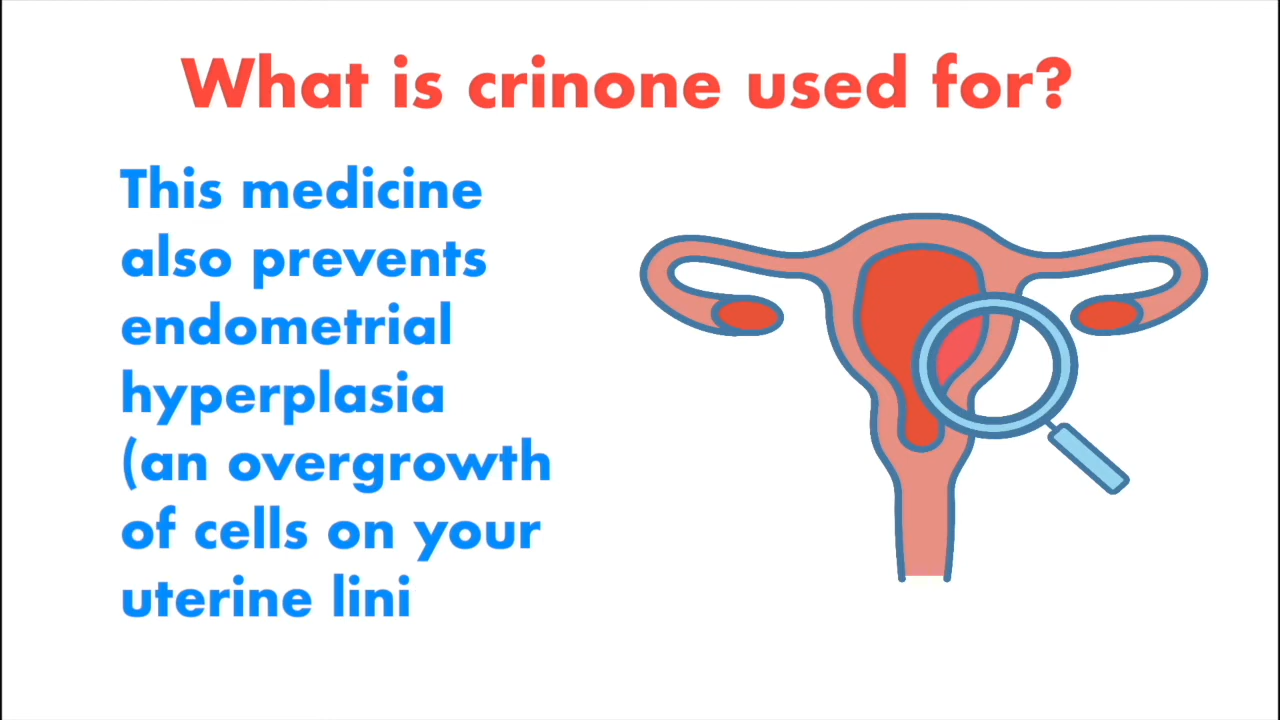 What is crinone used for?
This medicine
also prevents
endometrial
hyperplasia
(an overgrowth
of cells on your
uterine lini